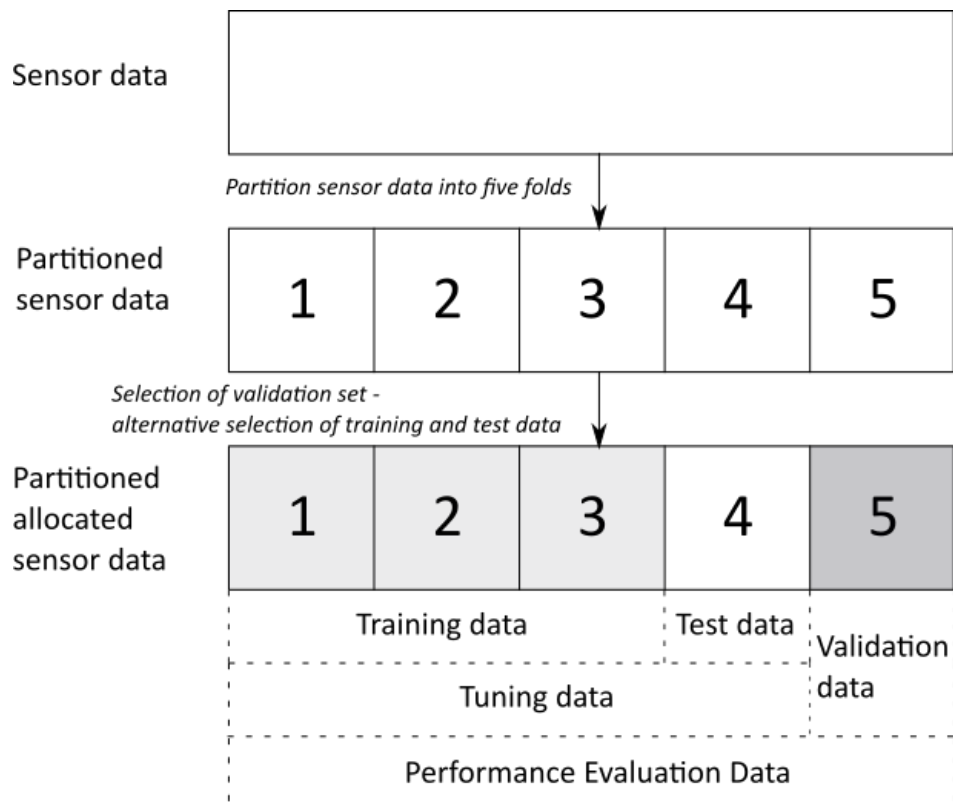 Sensor data
Partition sensor data into five folds
Partitioned
sensor data
1 2 3 4 5
Selection of validation set -
alternative selection of training and test data
Partitioned
allocated
sensor data
1 2 3 4 5
Training data
Test data
Validation
data
Tuning data
Performance Evaluation Data